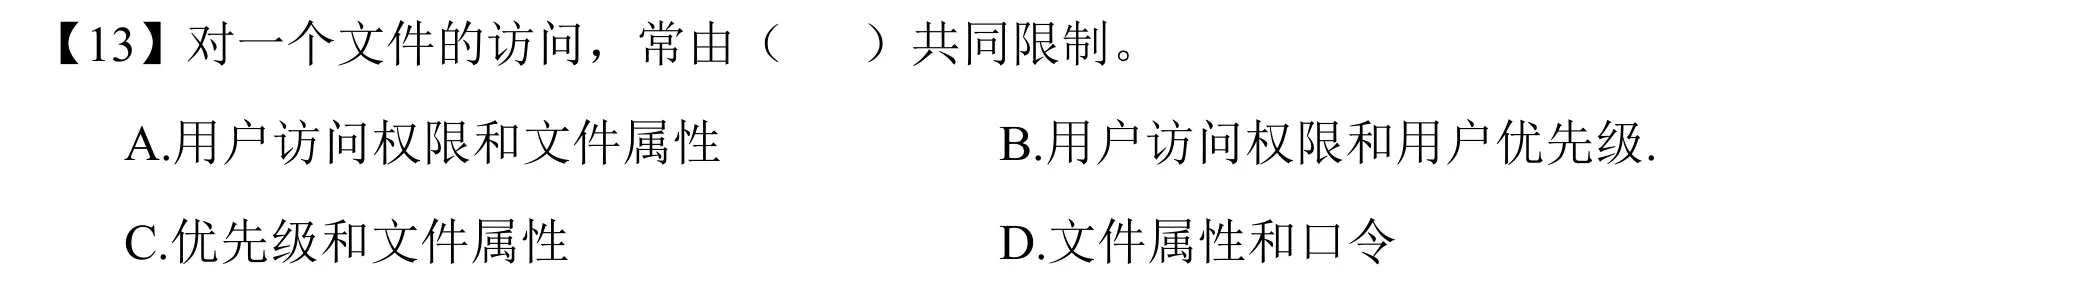 【13】对一个文件的访问，常由（　　）共同限制。
A.用户访问权限和文件属性　　B.用户访问权限和用户优先级.
C.优先级和文件属性　　D.文件属性和口令